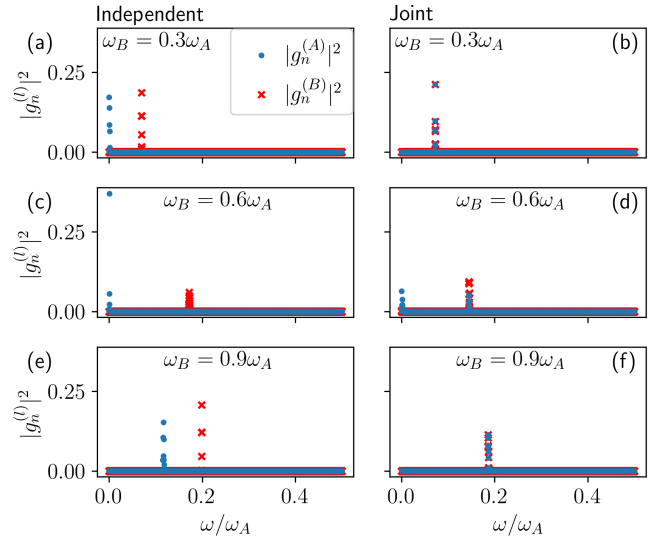 Independent Joint
(a) ω_B = 0.3ω_A |g_n^{(A)}|^2 |g_n^{(B)}|^2
ω_B = 0.3ω_A (b)
|g_n^{(l)}|^2 0.25 0.00
(c) ω_B = 0.6ω_A
ω_B = 0.6ω_A (d)
|g_n^{(l)}|^2 0.25 0.00
(e) ω_B = 0.9ω_A
ω_B = 0.9ω_A (f)
|g_n^{(l)}|^2 0.25 0.00
0.0 0.2 0.4 0.0 0.2 0.4
ω/ω_A ω/ω_A